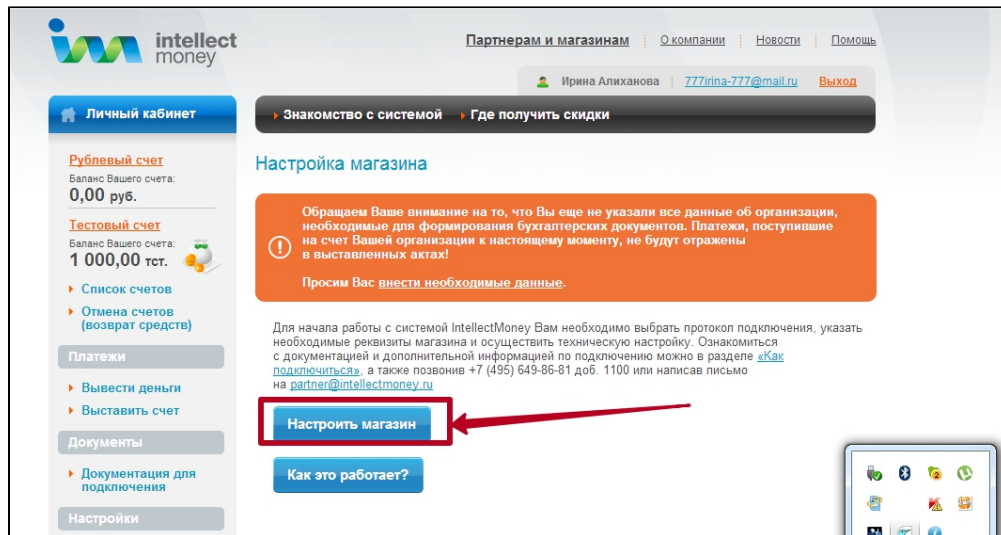 intellect
money
Партнерам и магазинам
О компании
Новости
Помощь
Ирина Алиханова
777irina-777@mail.ru
Выход
Личный кабинет
Знакомство с системой
Где получить скидки
Рублевый счет
Баланс Вашего счета:
0,00 руб.
Тестовый счет
Баланс Вашего счета:
1 000,00 тст.
Список счетов
Отмена счетов
(возврат средств)
Платежи
Вывести деньги
Выставить счет
Документы
Документация для
подключения
Настройки
Настройка магазина
Обращаем Ваше внимание на то, что Вы еще не указали все данные об организации,
необходимые для формирования бухгалтерских документов. Платежи, поступившие
на счет Вашей организации к настоящему моменту, не будут отражены
в выставленных актах!
Просим Вас внести необходимые данные.
Для начала работы с системой IntellectMoney Вам необходимо выбрать протокол подключения, указать
необходимые реквизиты магазина и осуществить техническую настройку. Ознакомиться
с документацией и дополнительной информацией по подключению можно в разделе «Как
подключиться», а также позвонив +7 (495) 649-86-81 доб. 1100 или написав письмо
на partner@intellectmoney.ru
Настроить магазин
Как это работает?